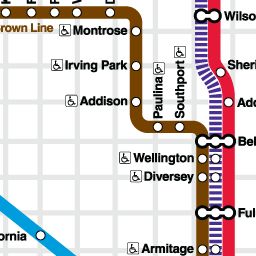 Wilso
rown Line
Montrose
Irving Park
Sheri
Addison
Paulina
Southport
Add
Bel
Wellington
Diversey
Ful
ornia
Armitage